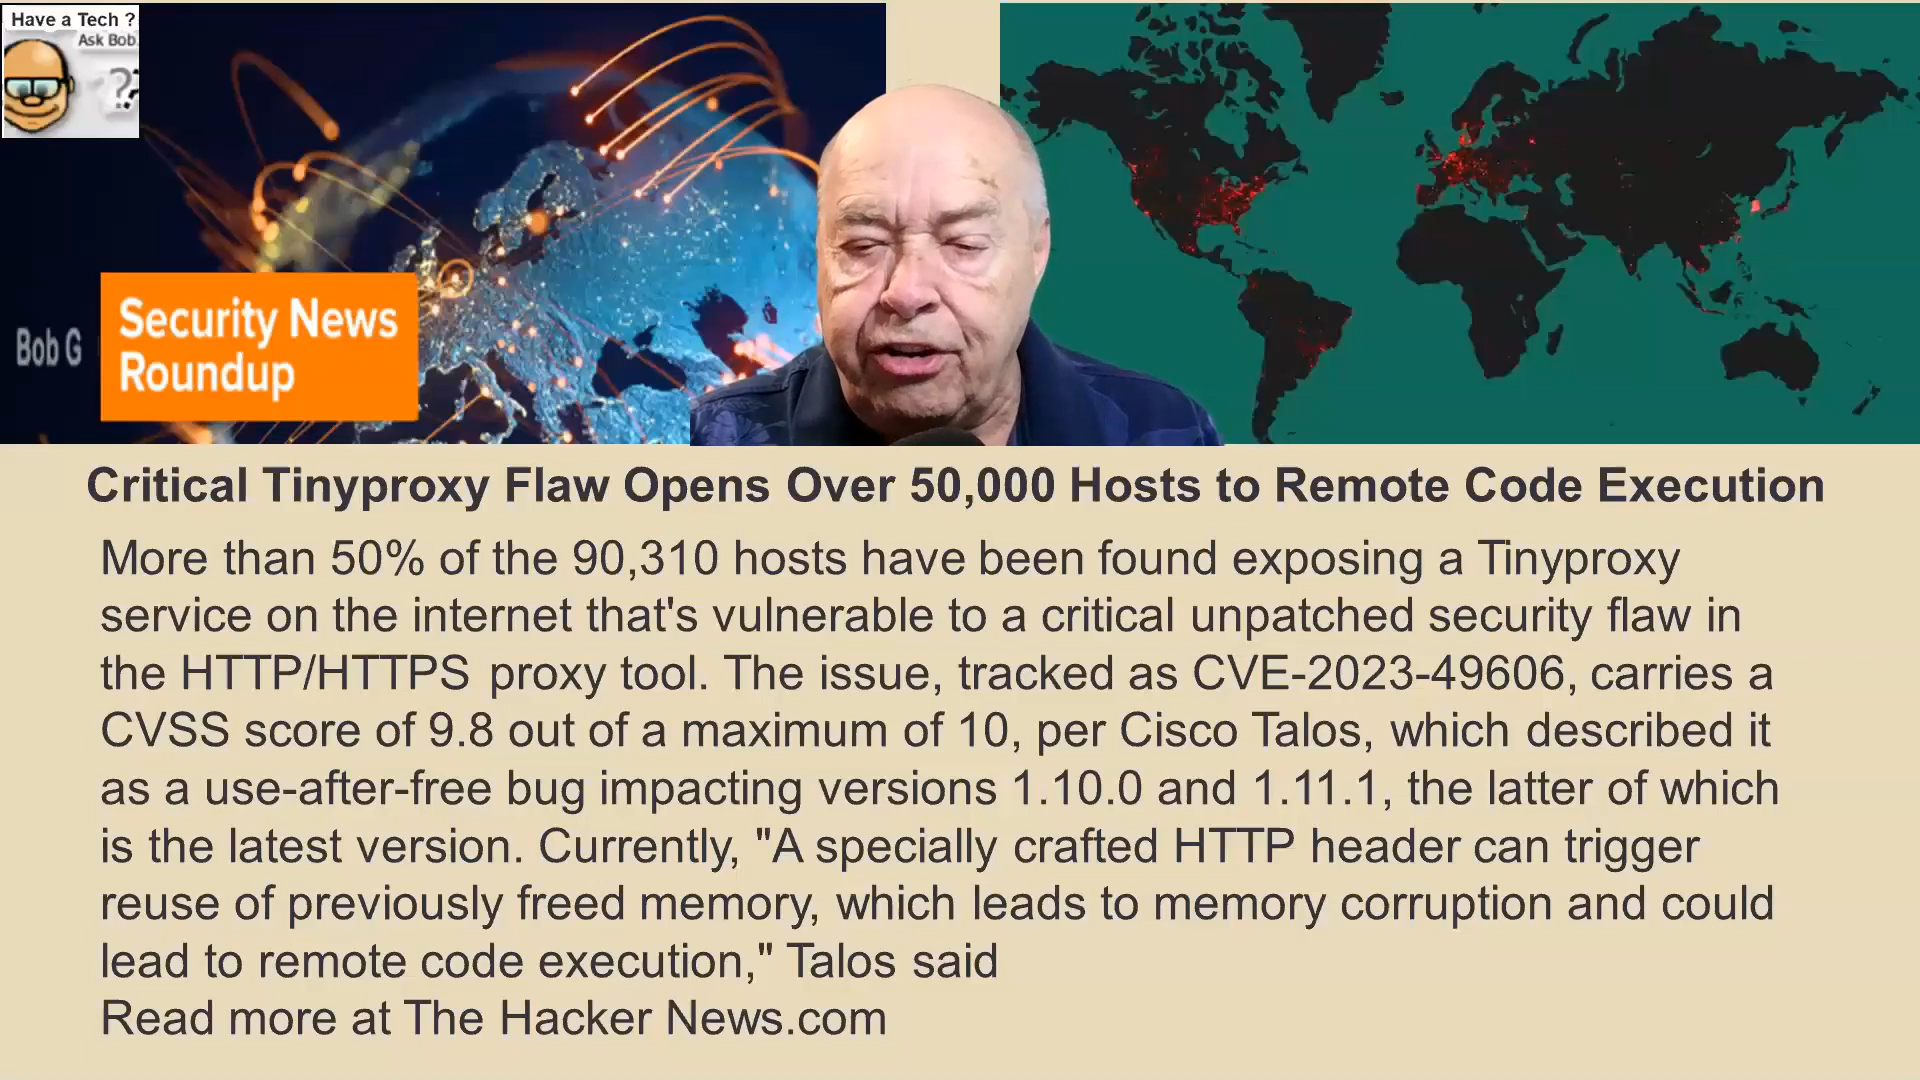 Have a Tech ?
Ask Bob
??
Security News
Roundup
Bob G
Critical Tinyproxy Flaw Opens Over 50,000 Hosts to Remote Code Execution
More than 50% of the 90,310 hosts have been found exposing a Tinyproxy
service on the internet that's vulnerable to a critical unpatched security flaw in
the HTTP/HTTPS proxy tool. The issue, tracked as CVE-2023-49606, carries a
CVSS score of 9.8 out of a maximum of 10, per Cisco Talos, which described it
as a use-after-free bug impacting versions 1.10.0 and 1.11.1, the latter of which
is the latest version. Currently, "A specially crafted HTTP header can trigger
reuse of previously freed memory, which leads to memory corruption and could
lead to remote code execution," Talos said
Read more at The Hacker News.com